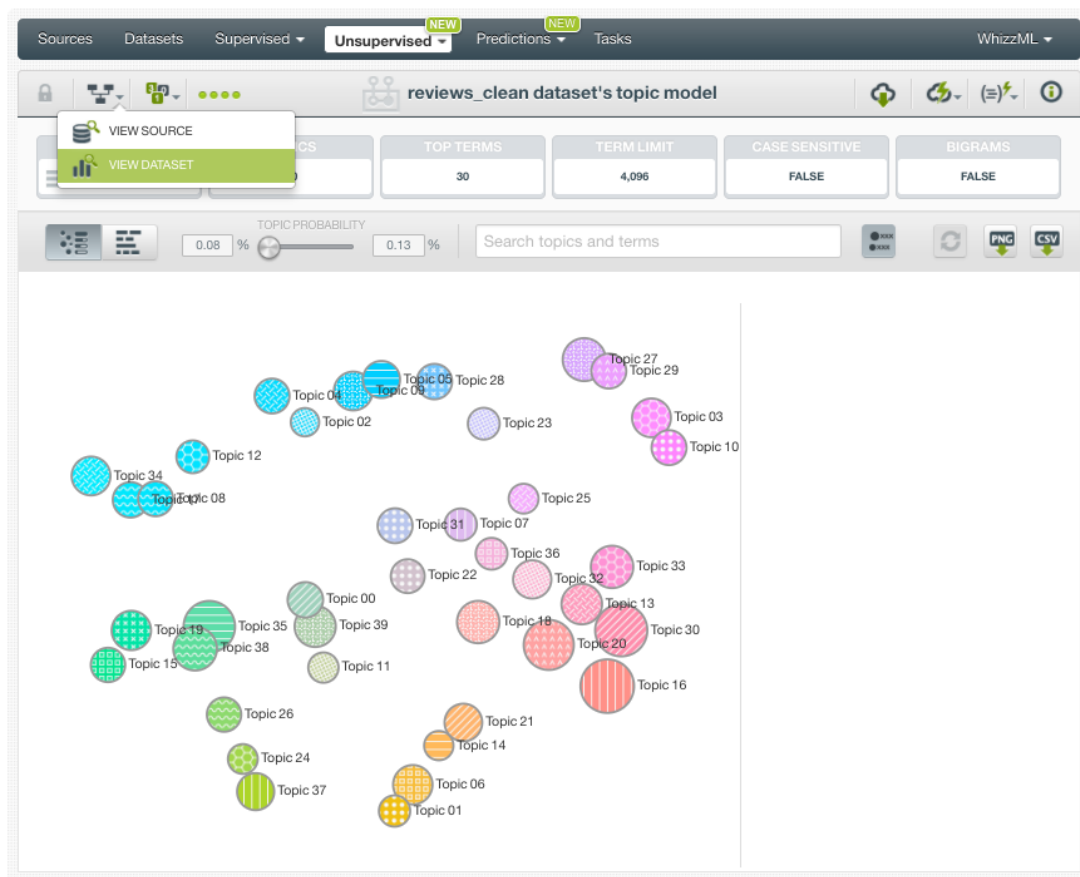 NEW NEW
Sources Datasets Supervised Unsupervised Predictions Tasks WhizzML
reviews_clean dataset's topic model
VIEW SOURCE
VIEW DATASET
TOP TERMS TERM LIMIT CASE SENSITIVE BIGRAMS
30 4,096 FALSE FALSE
TOPIC PROBABILITY
0.08 % 0.13 % Search topics and terms
xxx
xxx
PNG CSV
Topic 27
Topic 29
Topic 05 Topic 28
Topic 09
Topic 04
Topic 03
Topic 02 Topic 23
Topic 10
Topic 12
Topic 34
Topic 17 Topic 08 Topic 25
Topic 31 Topic 07
Topic 36
Topic 33
Topic 22 Topic 32
Topic 00 Topic 13
Topic 18
Topic 39
Topic 35
Topic 19 Topic 30
Topic 20
Topic 38
Topic 15 Topic 11
Topic 16
Topic 26 Topic 21
Topic 14
Topic 24
Topic 06
Topic 37
Topic 01